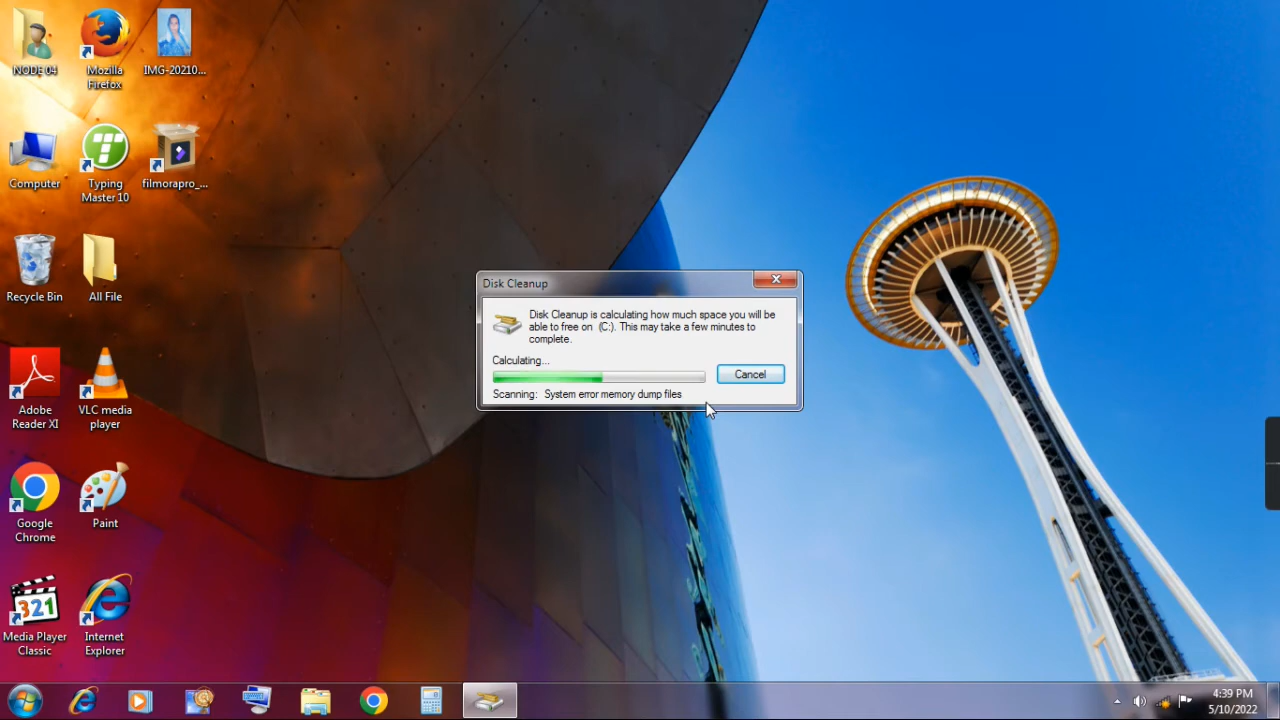 NODE 04
Mozilla
Firefox
IMG-20210...
Computer
Typing
Master 10
filmorapro_...
Recycle Bin
All File
Adobe
Reader XI
VLC media
player
Google
Chrome
Paint
Media Player
Classic
321
Internet
Explorer
Disk Cleanup
Disk Cleanup is calculating how much space you will be
able to free on (C:). This may take a few minutes to
complete.
Calculating...
Cancel
Scanning: System error memory dump files
4:39 PM
5/10/2022